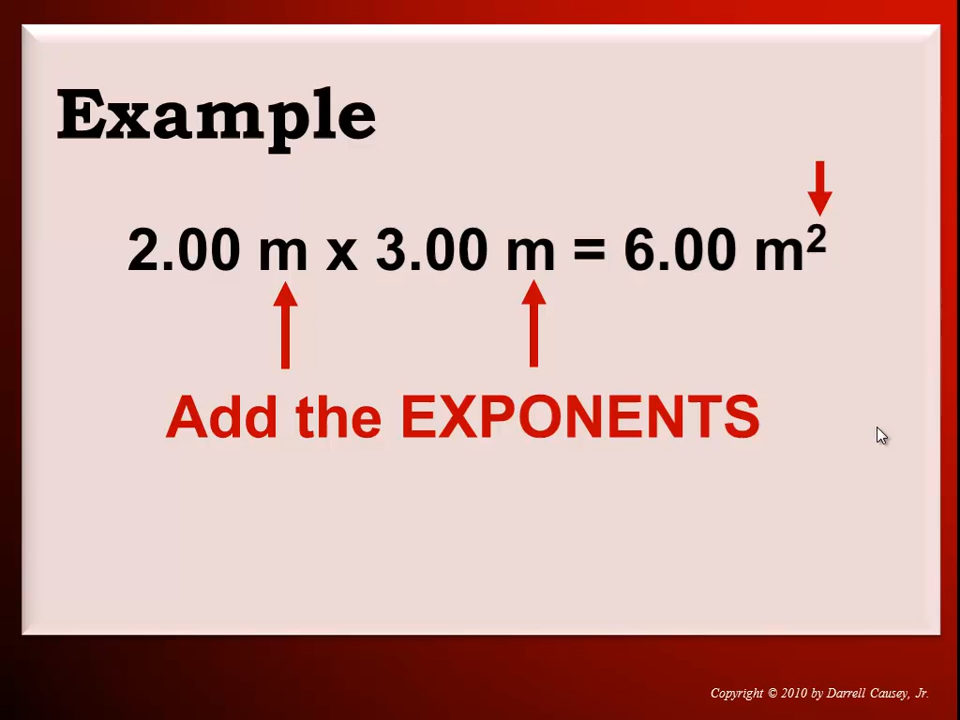 Example
2.00 m x 3.00 m = 6.00 m²
Add the EXPONENTS
Copyright © 2010 by Darrell Causey, Jr.